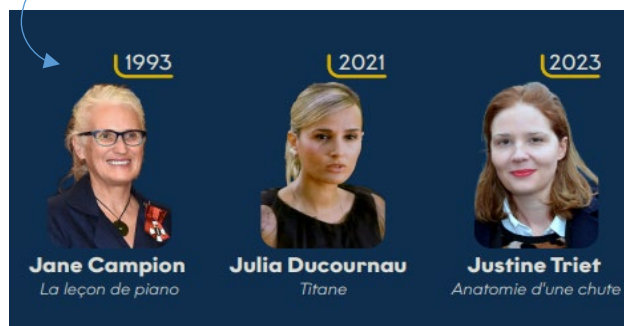 1993
2021
2023
Jane Campion
Julia Ducournau
Justine Triet
La leçon de piano
Titane
Anatomie d'une chute